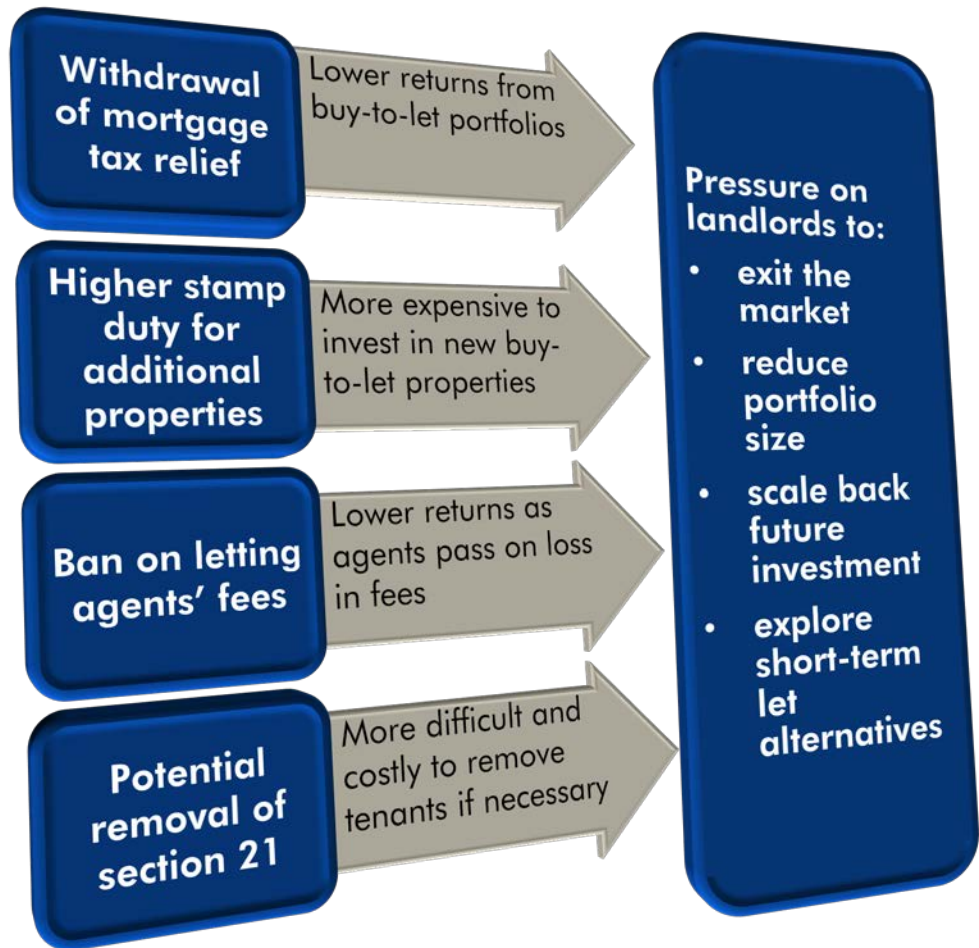 Withdrawal
of mortgage
tax relief
Lower returns from
buy-to-let portfolios
Higher stamp
duty for
additional
properties
More expensive to
invest in new buy-
to-let properties
Ban on letting
agents’ fees
Lower returns as
agents pass on loss
in fees
Potential
removal of
section 21
More difficult and
costly to remove
tenants if necessary
Pressure on
landlords to:
• exit the
market
• reduce
portfolio
size
• scale back
future
investment
• explore
short-term
let
alternatives